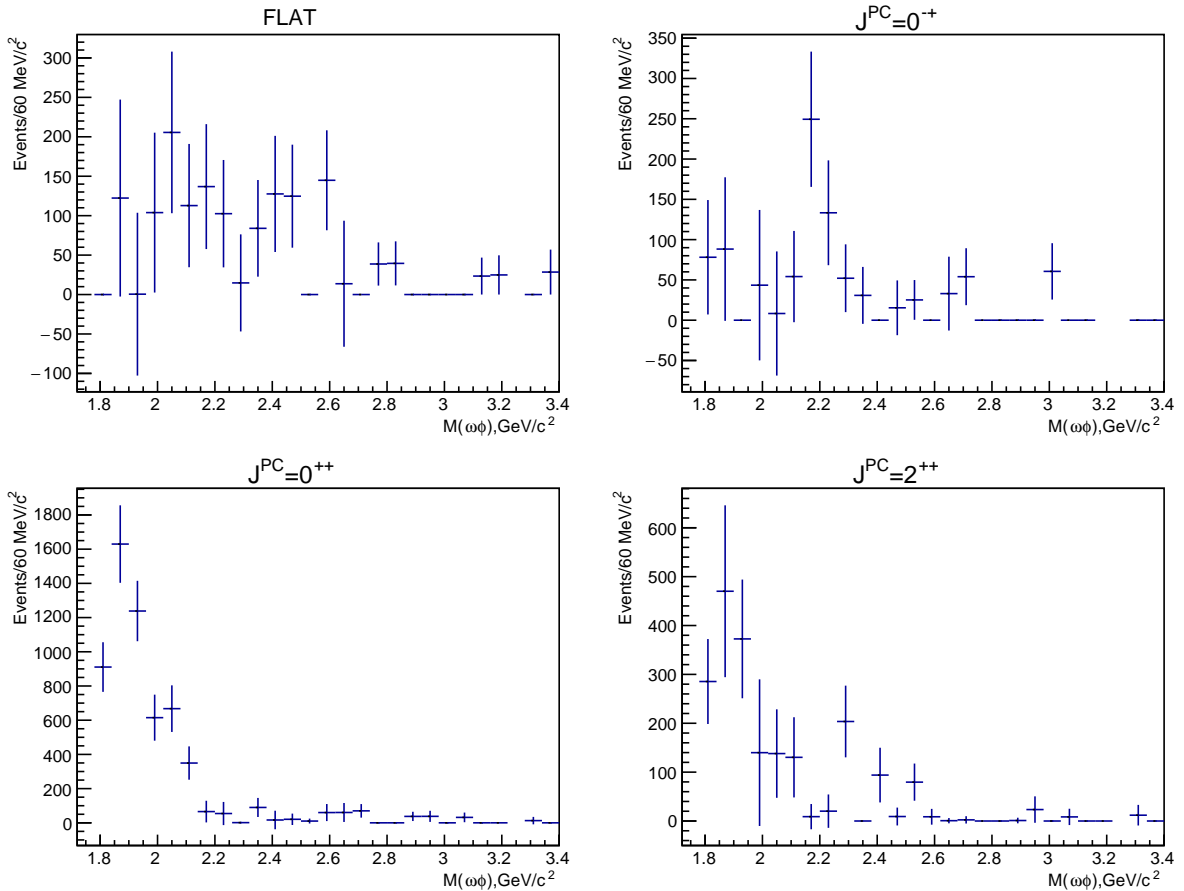 FLAT
Events/60 MeV/c²
300
250
200
150
100
50
0
−50
−100
1.8 2 2.2 2.4 2.6 2.8 3 3.2 3.4
M(ωϕ),GeV/c²
J^PC=0^-+
Events/60 MeV/c²
350
300
250
200
150
100
50
0
−50
1.8 2 2.2 2.4 2.6 2.8 3 3.2 3.4
M(ωϕ),GeV/c²
J^PC=0^++
Events/60 MeV/c²
1800
1600
1400
1200
1000
800
600
400
200
0
1.8 2 2.2 2.4 2.6 2.8 3 3.2 3.4
M(ωϕ),GeV/c²
J^PC=2^++
Events/60 MeV/c²
600
500
400
300
200
100
0
1.8 2 2.2 2.4 2.6 2.8 3 3.2 3.4
M(ωϕ),GeV/c²